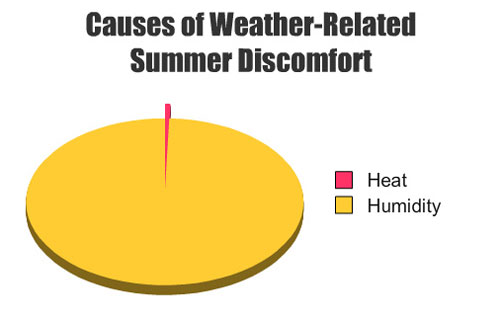 Causes of Weather-Related
Summer Discomfort
Heat
Humidity